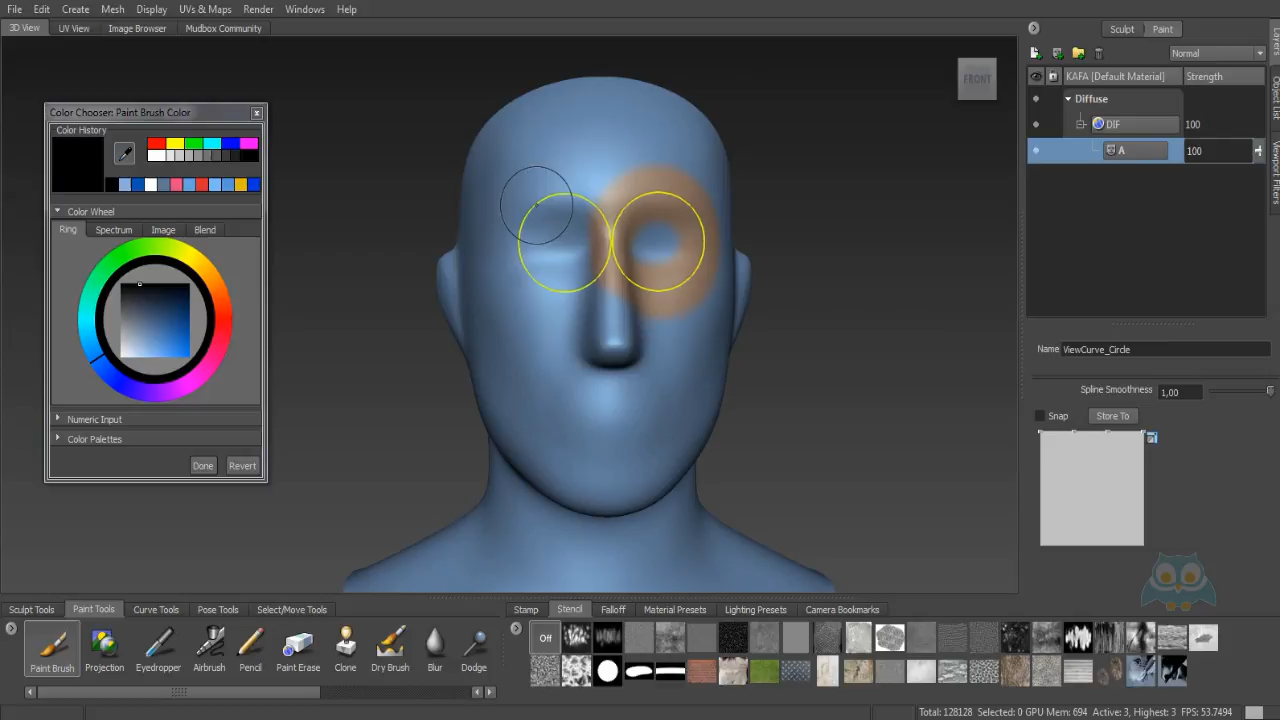 File Edit Create Mesh Display UVs & Maps Render Windows Help
3D View UV View Image Browser Mudbox Community
Sculpt Paint
Normal
KAFA [Default Material] Strength
Diffuse
DIF 100
A 100
Layers
Object List
Viewport Filters
FRONT
Color Chooser: Paint Brush Color
Color History
Color Wheel
Ring Spectrum Image Blend
Numeric Input
Color Palettes
Done Revert
Name ViewCurve_Circle
Spline Smoothness 1,00
Snap Store To
Sculpt Tools Paint Tools Curve Tools Pose Tools Select/Move Tools
Paint Brush Projection Eyedropper Airbrush Pencil Paint Erase Clone Dry Brush Blur Dodge
Stamp Stencil Falloff Material Presets Lighting Presets Camera Bookmarks
Off
Total: 128128 Selected: 0 GPU Mem: 694 Active: 3, Highest: 3 FPS: 53.7494